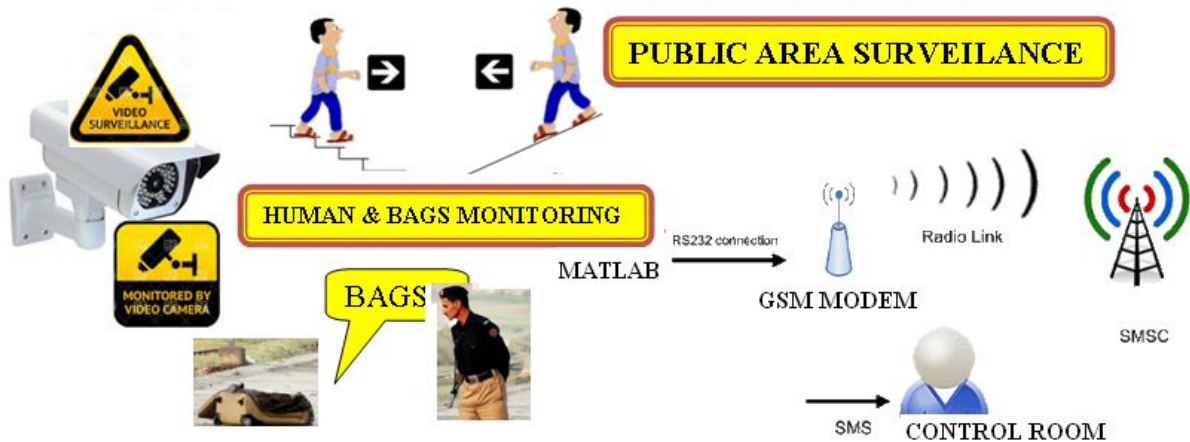 PUBLIC AREA SURVEILANCE
VIDEO
SURVEILLANCE
HUMAN & BAGS MONITORING
MONITORED BY
VIDEO CAMERA
BAGS
MATLAB
RS232 connection
GSM MODEM
Radio Link
SMSC
SMS
CONTROL ROOM